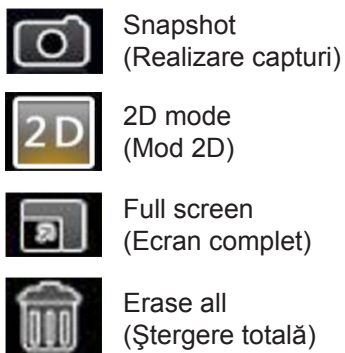 Snapshot
(Realizare capturi)
2D
2D mode
(Mod 2D)
Full screen
(Ecran complet)
Erase all
(Ştergere totală)